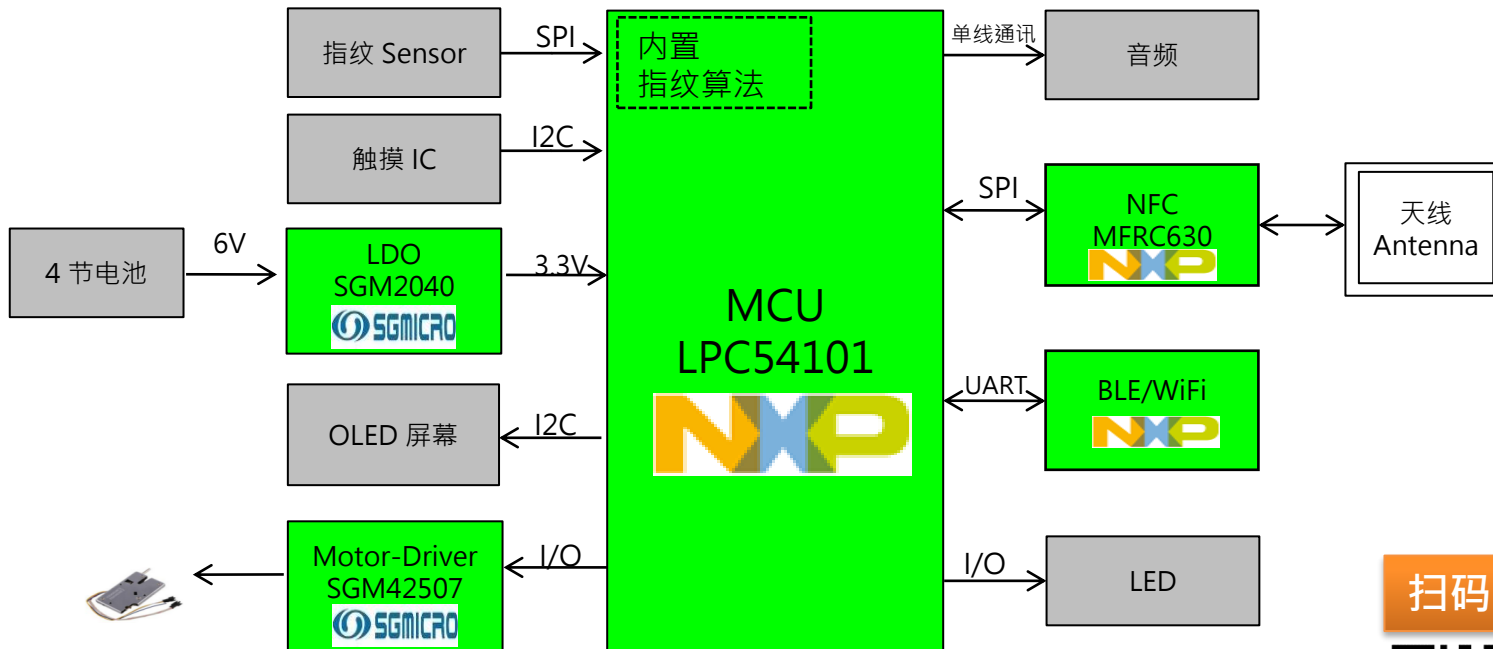 指纹 Sensor
SPI
内置
指纹算法
单线通讯
音频
触摸 IC
I2C
SPI
NFC
MFRC630
NXP
天线
Antenna
4 节电池
6V
LDO
SGM2040
SGMICRO
3.3V
MCU
LPC54101
NXP
OLED 屏幕
I2C
UART
BLE/WiFi
NXP
Motor-Driver
SGM42507
SGMICRO
I/O
I/O
LED
扫码